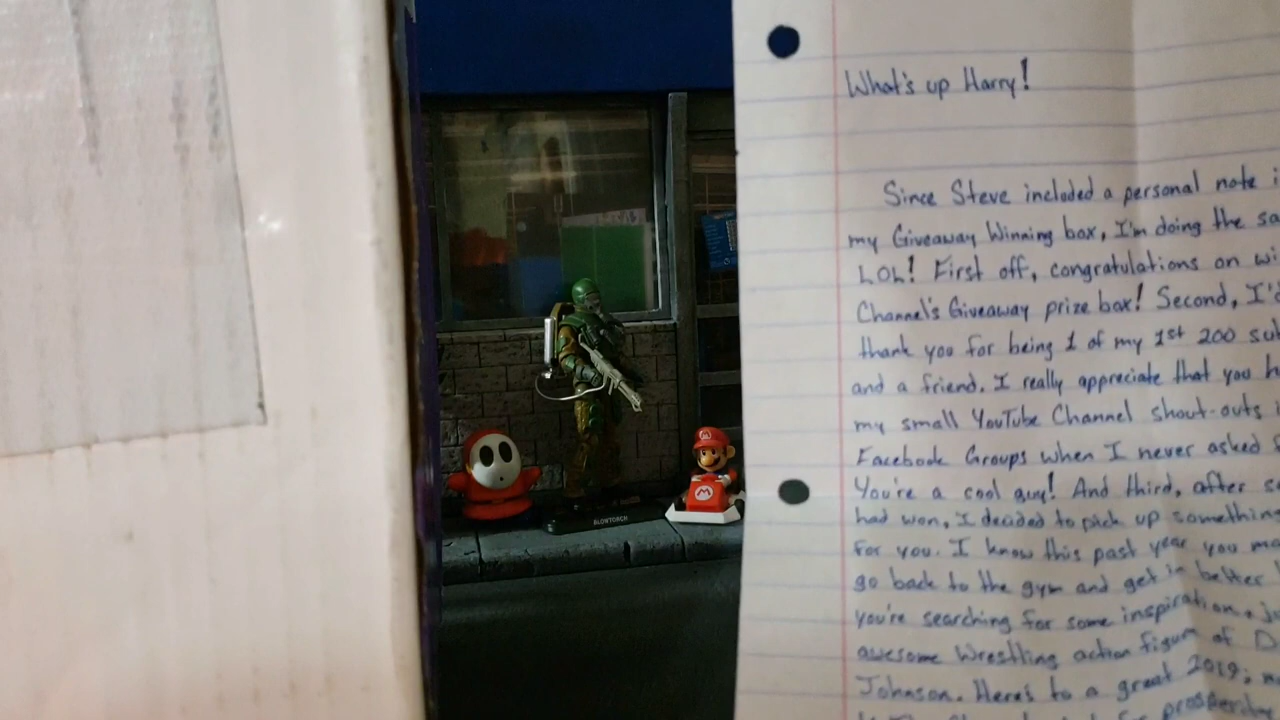 What's up Harry!
Since Steve included a personal note
my Giveaway Winning box, I'm doing the
LOL! First off, congratulations on
Channel's Giveaway prize box! Second,
thank you for being 1 of my 1st 200
and a friend. I really appreciate that you
my small YouTube Channel shout-outs
Facebook Groups when I never asked
You're a cool guy! And third, after
had won, I decided to pick up something
for you. I know this past year you
go back to the gym and get in better
you're searching for some inspiration,
awesome Wrestling action figure of
Johnson. Here's to a great 2019;
for prosperity
BLOWTORCH
M